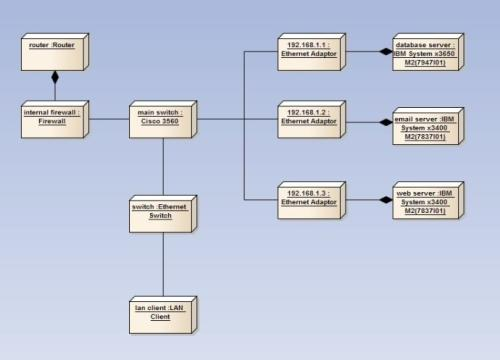 router :Router
internal firewall :
Firewall
main switch :
Cisco 3560
switch :Ethernet
Switch
lan client :LAN
Client
192.168.1.1 :
Ethernet Adaptor
database server :
IBM System x3650
M2(7947I01)
192.168.1.2 :
Ethernet Adaptor
email server :IBM
System x3400
M2(7837I01)
192.168.1.3 :
Ethernet Adaptor
web server :IBM
System x3400
M2(7837I01)